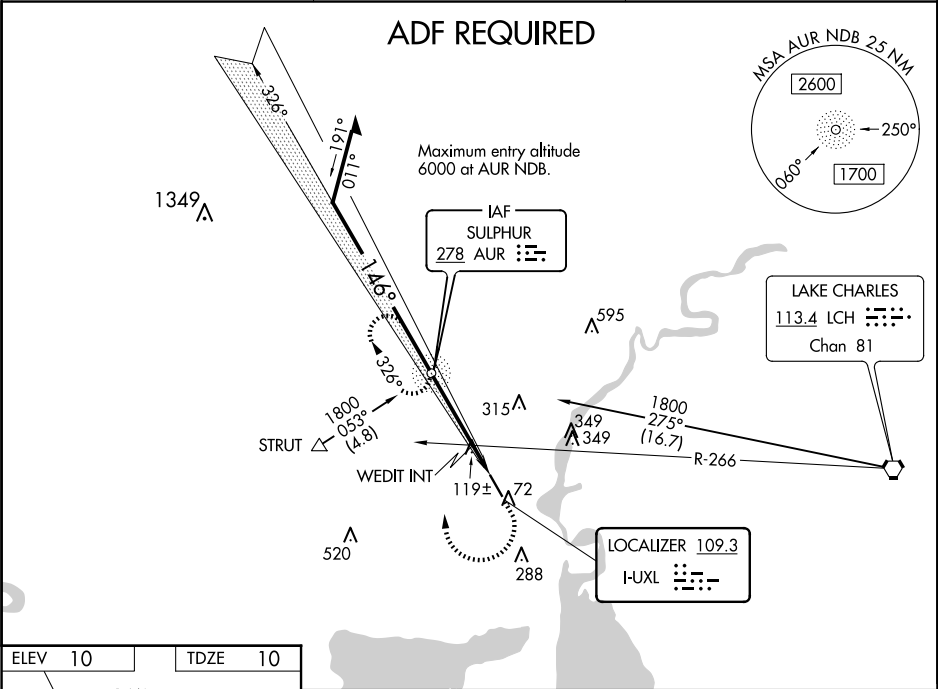 ADF REQUIRED
MSA AUR NDB 25 NM
2600
250°
060°
1700
326°
191°
011°
Maximum entry altitude
6000 at AUR NDB.
1349
IAF
SULPHUR
278 AUR
146°
LAKE CHARLES
113.4 LCH
Chan 81
595
326°
315
1800
275°
(16.7)
349
349
1800
053°
(4.8)
STRUT
R-266
WEDIT INT
119±
72
520
288
LOCALIZER 109.3
I-UXL
ELEV 10
TDZE 10